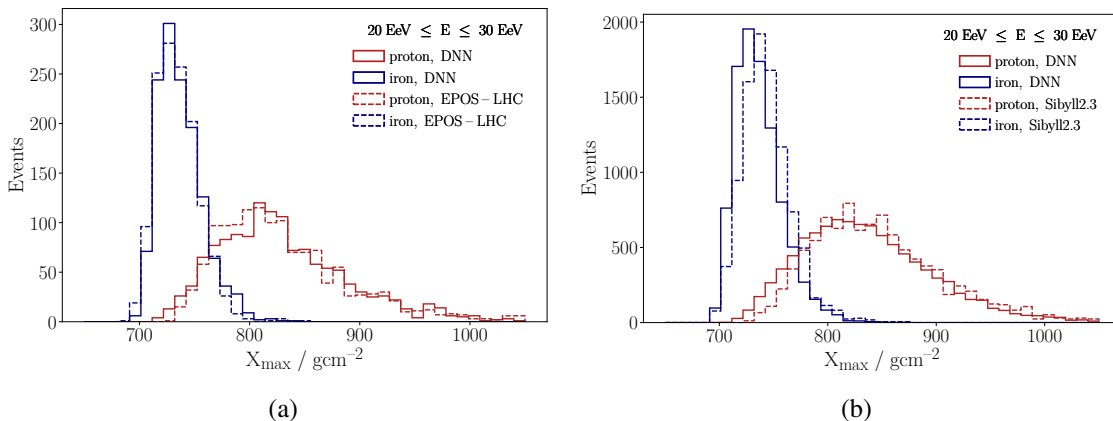 20 EeV ≤ E ≤ 30 EeV
proton, DNN
iron, DNN
proton, EPOS−LHC
iron, EPOS−LHC
Events
300
250
200
150
100
50
0
700 800 900 1000
X_max / gcm⁻²
(a)
20 EeV ≤ E ≤ 30 EeV
proton, DNN
iron, DNN
proton, Sibyll2.3
iron, Sibyll2.3
Events
2000
1500
1000
500
0
700 800 900 1000
X_max / gcm⁻²
(b)